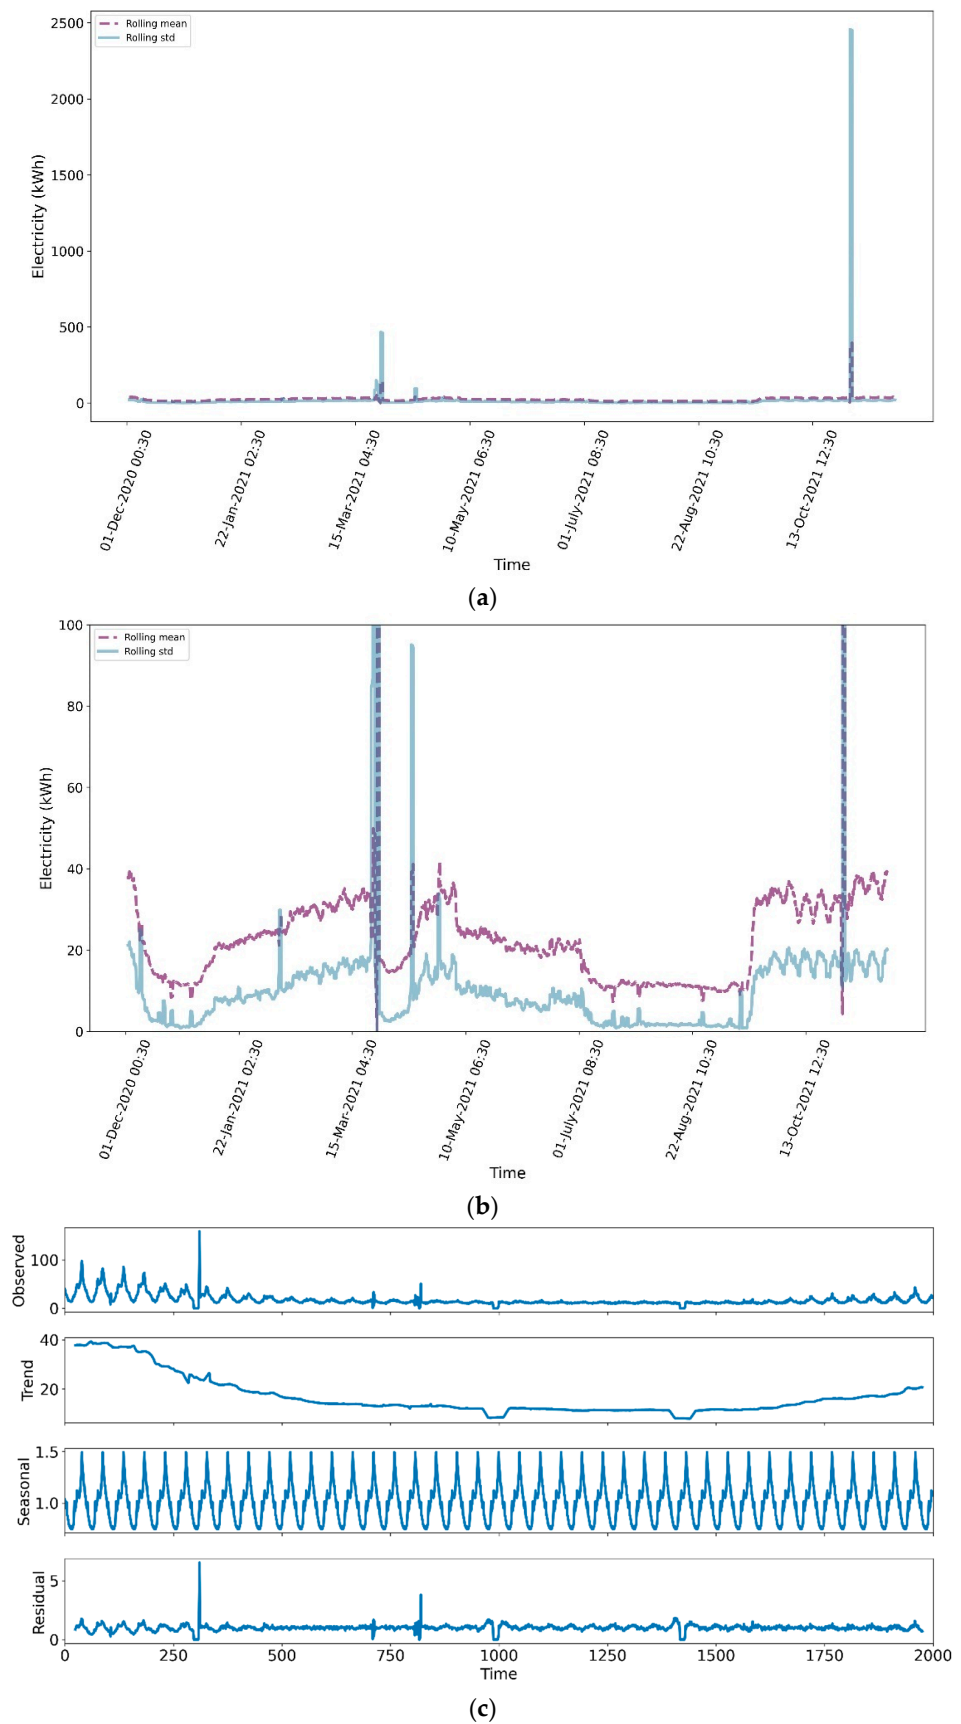 2500
2000
1500
1000
500
0
Electricity (kWh)
Rolling mean
Rolling std
01-Dec-2020 00:30
22-Jan-2021 02:30
15-Mar-2021 04:30
10-May-2021 06:30
01-July-2021 08:30
22-Aug-2021 10:30
13-Oct-2021 12:30
Time
(a)
100
80
60
40
20
0
Electricity (kWh)
Rolling mean
Rolling std
01-Dec-2020 00:30
22-Jan-2021 02:30
15-Mar-2021 04:30
10-May-2021 06:30
01-July-2021 08:30
22-Aug-2021 10:30
13-Oct-2021 12:30
Time
(b)
Observed
100
0
Trend
40
20
Seasonal
1.5
1.0
Residual
5
0
0 250 500 750 1000 1250 1500 1750 2000
Time
(c)